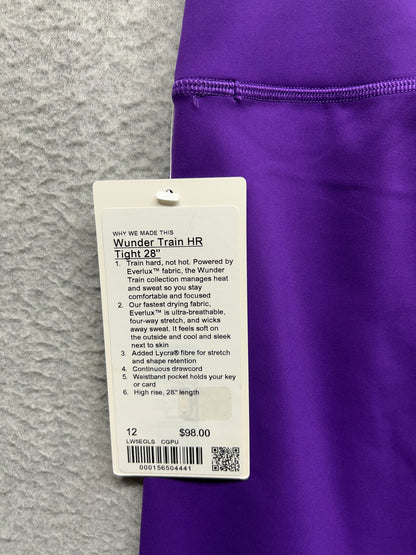 WHY WE MADE THIS
Wunder Train HR
Tight 28"
1. Train hard, not hot. Powered by
Everlux™ fabric, the Wunder
Train collection manages heat
and sweat so you stay
comfortable and focused
2. Our fastest drying fabric,
Everlux™ is ultra-breathable,
four-way stretch, and wicks
away sweat. It feels soft on
the outside and cool and sleek
next to skin
3. Added Lycra® fibre for stretch
and shape retention
4. Continuous drawcord
5. Waistband pocket holds your key
or card
6. High rise, 28" length
12 $98.00
LW5EOLS CGPU
000156504441